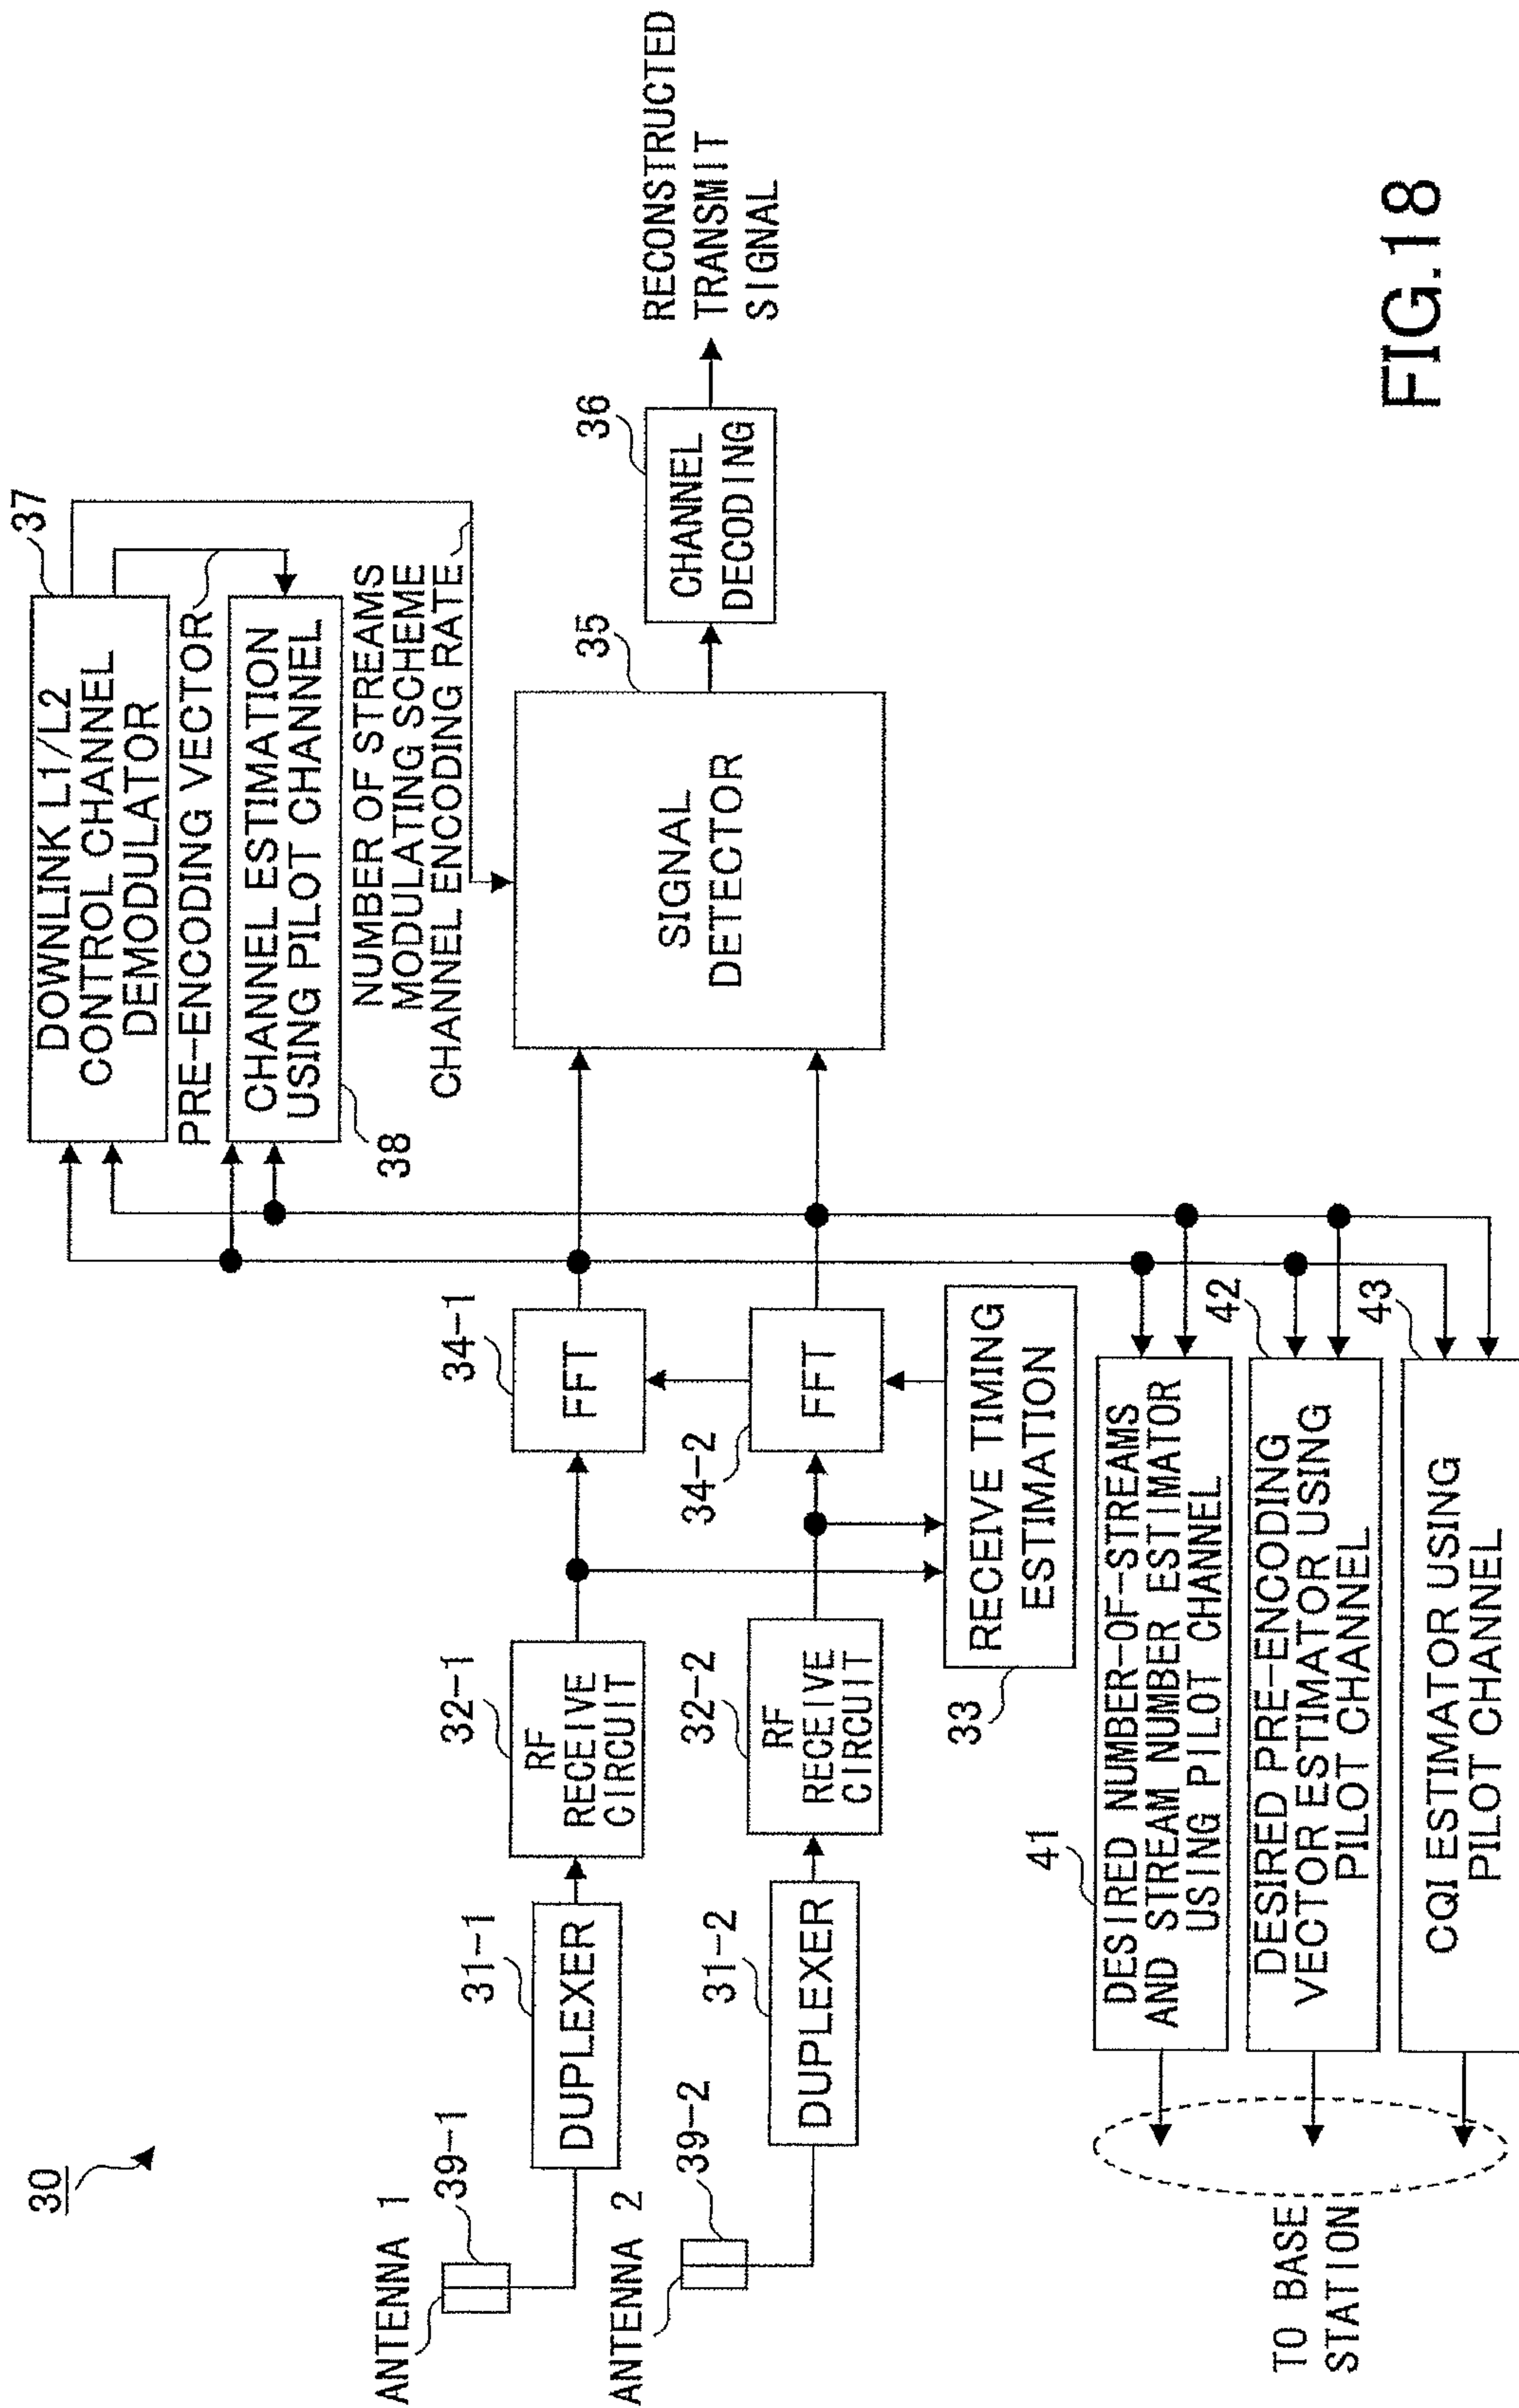 30
ANTENNA 1
39-1
DUPLEXER
31-1
RF
RECEIVE
CIRCUIT
32-1
FFT
34-1
ANTENNA 2
39-2
DUPLEXER
31-2
RF
RECEIVE
CIRCUIT
32-2
FFT
34-2
RECEIVE TIMING
ESTIMATION
33
DOWNLINK L1/L2
CONTROL CHANNEL
DEMODULATOR
37
PRE-ENCODING VECTOR
CHANNEL ESTIMATION
USING PILOT CHANNEL
38
NUMBER OF STREAMS
MODULATING SCHEME
CHANNEL ENCODING RATE
SIGNAL
DETECTOR
35
CHANNEL
DECODING
36
RECONSTRUCTED
TRANSMIT
SIGNAL
DESIRED NUMBER-OF-STREAMS
AND STREAM NUMBER ESTIMATOR
USING PILOT CHANNEL
41
DESIRED PRE-ENCODING
VECTOR ESTIMATOR USING
PILOT CHANNEL
42
CQI ESTIMATOR USING
PILOT CHANNEL
43
TO BASE
STATION
FIG.18